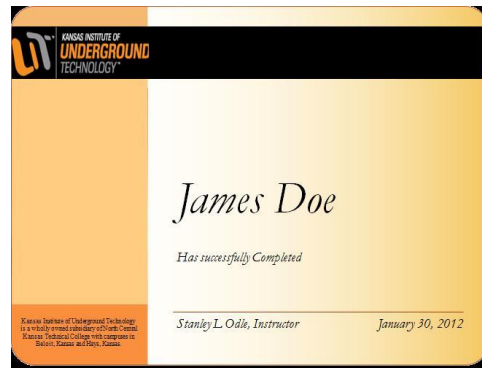 KANSAS INSTITUTE OF
UNDERGROUND
TECHNOLOGY
James Doe
Has successfully Completed
Kansas Institute of Underground Technology
is a wholly owned subsidiary of North Central
Kansas Technical College with campuses in
Beloit, Kansas and Hays, Kansas.
Stanley L. Odle, Instructor
January 30, 2012